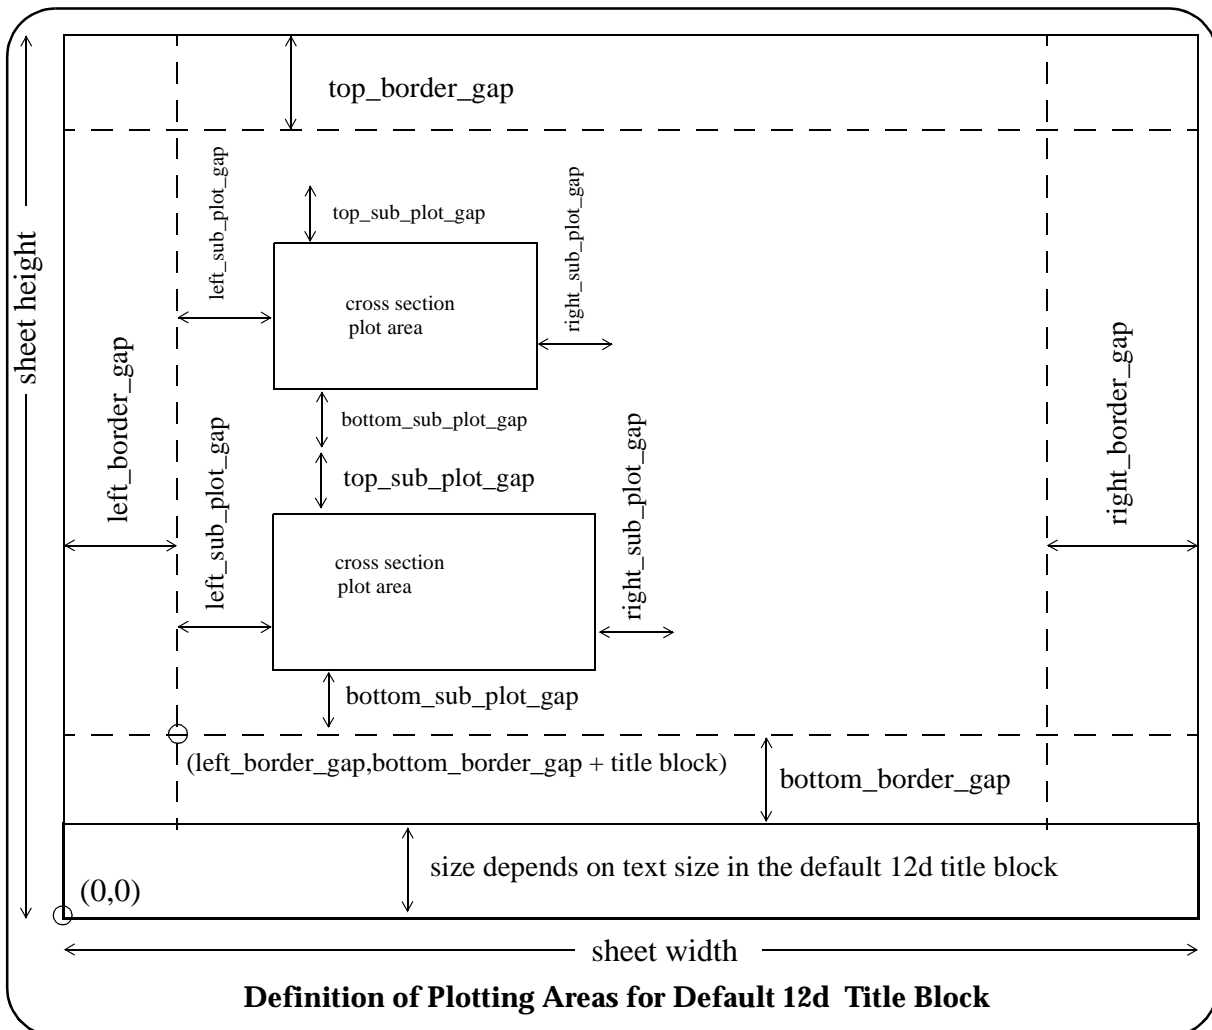 top_border_gap
left_sub_plot_gap
top_sub_plot_gap
right_sub_plot_gap
sheet height
cross section
plot area
left_border_gap
right_border_gap
bottom_sub_plot_gap
left_sub_plot_gap
top_sub_plot_gap
right_sub_plot_gap
cross section
plot area
bottom_sub_plot_gap
(left_border_gap,bottom_border_gap + title block)
bottom_border_gap
size depends on text size in the default 12d title block
(0,0)
sheet width
Definition of Plotting Areas for Default 12d Title Block